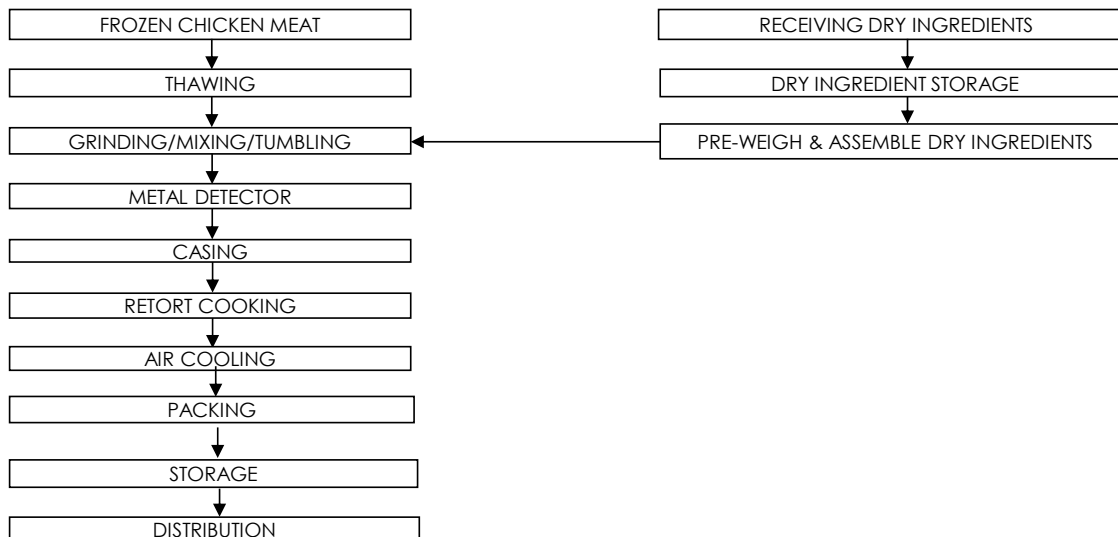 FROZEN CHICKEN MEAT
THAWING
GRINDING/MIXING/TUMBLING
METAL DETECTOR
CASING
RETORT COOKING
AIR COOLING
PACKING
STORAGE
DISTRIBUTION
RECEIVING DRY INGREDIENTS
DRY INGREDIENT STORAGE
PRE-WEIGH & ASSEMBLE DRY INGREDIENTS